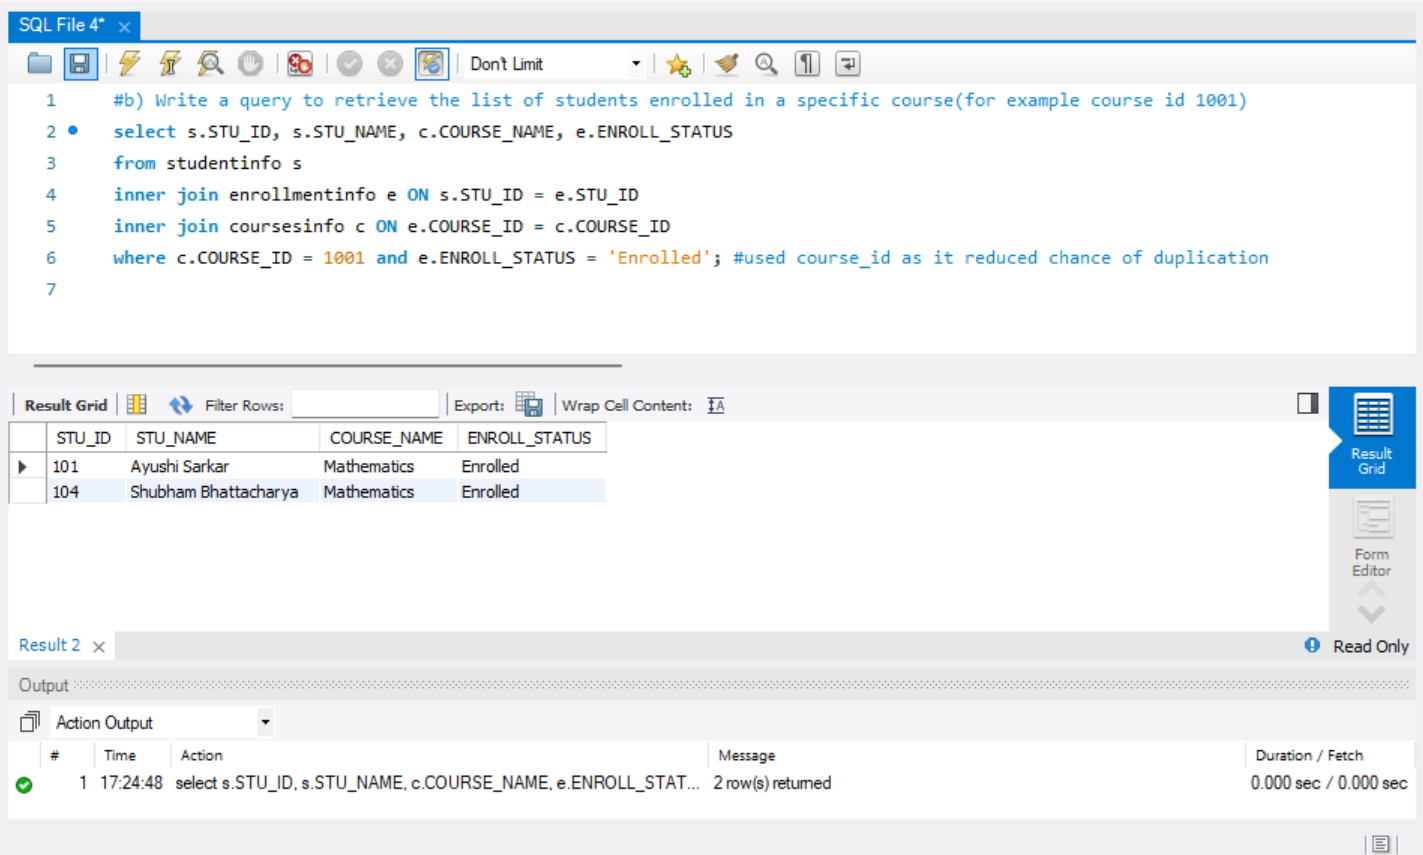 SQL File 4*
Don't Limit
1 #b) Write a query to retrieve the list of students enrolled in a specific course(for example course id 1001)
2 select s.STU_ID, s.STU_NAME, c.COURSE_NAME, e.ENROLL_STATUS
3 from studentinfo s
4 inner join enrollmentinfo e ON s.STU_ID = e.STU_ID
5 inner join coursesinfo c ON e.COURSE_ID = c.COURSE_ID
6 where c.COURSE_ID = 1001 and e.ENROLL_STATUS = 'Enrolled'; #used course_id as it reduced chance of duplication
7
Result Grid Filter Rows: Export: Wrap Cell Content:
STU_ID STU_NAME COURSE_NAME ENROLL_STATUS
101 Ayushi Sarkar Mathematics Enrolled
104 Shubham Bhattacharya Mathematics Enrolled
Result
Grid
Form
Editor
Result 2 Read Only
Output
Action Output
# Time Action Message Duration / Fetch
1 17:24:48 select s.STU_ID, s.STU_NAME, c.COURSE_NAME, e.ENROLL_STAT... 2 row(s) returned 0.000 sec / 0.000 sec